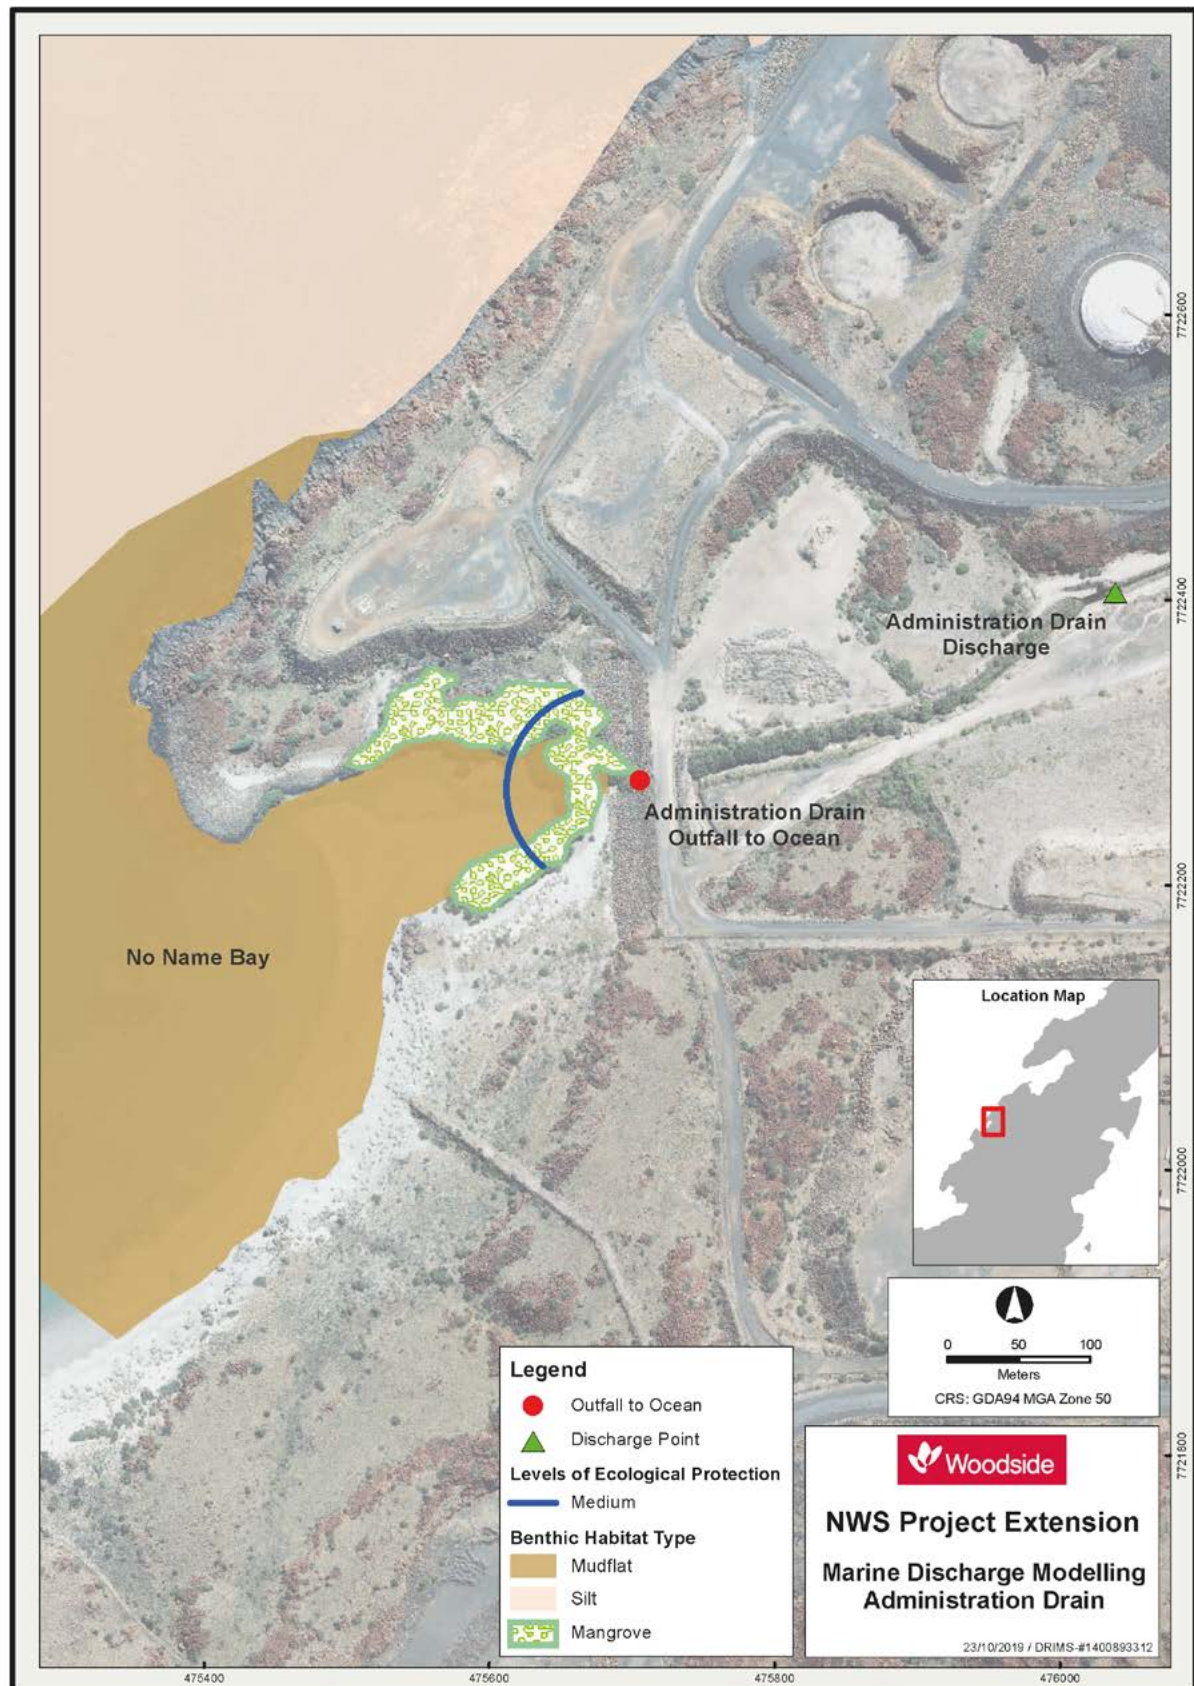 7722600
Administration Drain
Discharge
7722400
Administration Drain
Outfall to Ocean
7722200
No Name Bay
Location Map
7722000
0 50 100
Meters
CRS: GDA94 MGA Zone 50
Legend
Outfall to Ocean
Discharge Point
Levels of Ecological Protection
Medium
Benthic Habitat Type
Mudflat
Silt
Mangrove
7721800
Woodside
NWS Project Extension
Marine Discharge Modelling
Administration Drain
23/10/2019 / DRIMS-#1400893312
475400 475600 475800 476000